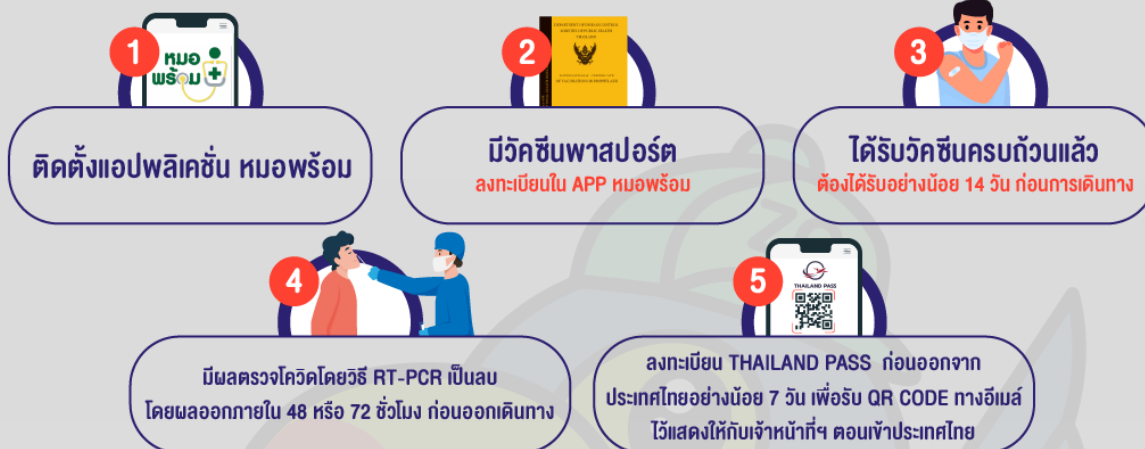 1
หมอ
พร้อม
ติดตั้งแอปพลิเคชั่น หมอพร้อม
2
THAILAND
มีวัคซีนพาสปอร์ต
ลงทะเบียนใน APP หมอพร้อม
3
ได้รับวัคซีนครบถ้วนแล้ว
ต้องได้รับอย่างน้อย 14 วัน ก่อนการเดินทาง
4
มีผลตรวจโควิดโดยวิธี RT-PCR เป็นลบ
โดยผลออกภายใน 48 หรือ 72 ชั่วโมง ก่อนออกเดินทาง
5
THAILAND PASS
ลงทะเบียน THAILAND PASS ก่อนออกจาก
ประเทศไทยอย่างน้อย 7 วัน เพื่อรับ QR CODE ทางอีเมล์
ไว้แสดงให้กับเจ้าหน้าที่ฯ ตอนเข้าประเทศไทย